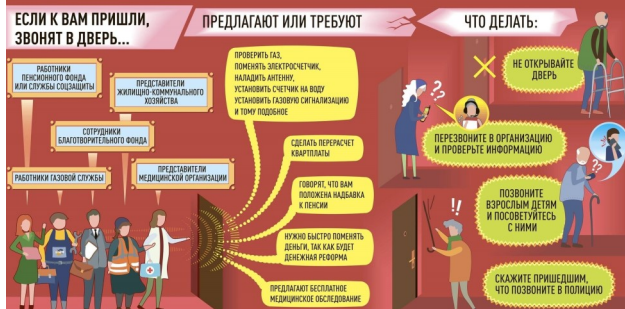 ЕСЛИ К ВАМ ПРИШЛИ,
ЗВОНЯТ В ДВЕРЬ...
РАБОТНИКИ
ПЕНСИОННОГО ФОНДА
ИЛИ СЛУЖБЫ СОЦЗАЩИТЫ
ПРЕДСТАВИТЕЛИ
ЖИЛИЩНО-КОММУНАЛЬНОГО
ХОЗЯЙСТВА
СОТРУДНИКИ
БЛАГОТВОРИТЕЛЬНОГО ФОНДА
РАБОТНИКИ ГАЗОВОЙ СЛУЖБЫ
ПРЕДСТАВИТЕЛИ
МЕДИЦИНСКОЙ ОРГАНИЗАЦИИ
ПРЕДЛАГАЮТ ИЛИ ТРЕБУЮТ
ПРОВЕРИТЬ ГАЗ,
ПОМЕНЯТЬ ЭЛЕКТРОСЧЕТЧИК,
НАЛАДИТЬ АНТЕННУ,
УСТАНОВИТЬ СЧЕТЧИК НА ВОДУ
УСТАНОВИТЬ ГАЗОВУЮ СИГНАЛИЗАЦИЮ
И ТОМУ ПОДОБНОЕ
СДЕЛАТЬ ПЕРЕРАСЧЕТ
КВАРТПЛАТЫ
ГОВОРЯТ, ЧТО ВАМ
ПОЛОЖЕНА НАДБАВКА
К ПЕНСИИ
НУЖНО БЫСТРО ПОМЕНЯТЬ
ДЕНЬГИ, ТАК КАК БУДЕТ
ДЕНЕЖНАЯ РЕФОРМА
ПРЕДЛАГАЮТ БЕСПЛАТНОЕ
МЕДИЦИНСКОЕ ОБСЛЕДОВАНИЕ
ЧТО ДЕЛАТЬ:
НЕ ОТКРЫВАЙТЕ
ДВЕРЬ
??
ПЕРЕЗВОНИТЕ В ОРГАНИЗАЦИЮ
И ПРОВЕРЬТЕ ИНФОРМАЦИЮ
??
ПОЗВОНИТЕ
ВЗРОСЛЫМ ДЕТЯМ
И ПОСОВЕТУЙТЕСЬ
С НИМИ
!!
СКАЖИТЕ ПРИШЕДШИМ,
ЧТО ПОЗВОНИТЕ В ПОЛИЦИЮ